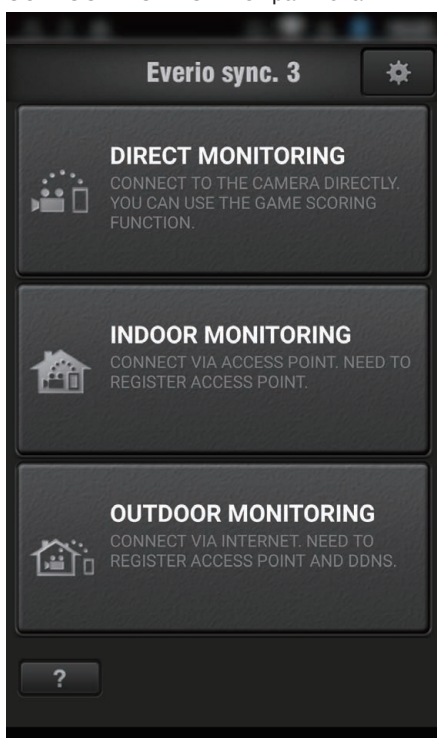 Everio sync. 3
DIRECT MONITORING
CONNECT TO THE CAMERA DIRECTLY.
YOU CAN USE THE GAME SCORING
FUNCTION.
INDOOR MONITORING
CONNECT VIA ACCESS POINT. NEED TO
REGISTER ACCESS POINT.
OUTDOOR MONITORING
CONNECT VIA INTERNET. NEED TO
REGISTER ACCESS POINT AND DDNS.
?